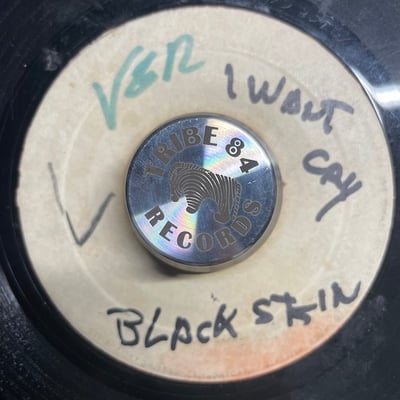 VER
I WANT
CRY
TRIBE 84
RECORDS
BLACK SKIN